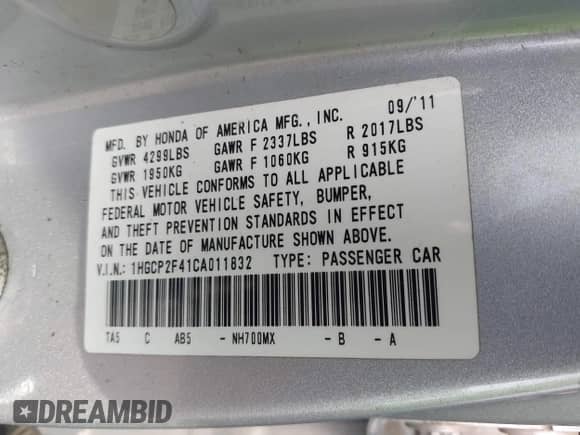 MFD. BY HONDA OF AMERICA MFG., INC. 09/'11
GVWR 4299LBS GAWR F 2337LBS R 2017LBS
GVWR 1950KG GAWR F 1060KG R 915KG
THIS VEHICLE CONFORMS TO ALL APPLICABLE
FEDERAL MOTOR VEHICLE SAFETY, BUMPER,
AND THEFT PREVENTION STANDARDS IN EFFECT
ON THE DATE OF MANUFACTURE SHOWN ABOVE.
V.I.N.: 1HGCP2F41CA011832 TYPE: PASSENGER CAR
TA5 C AB5 - NH700MX - B - A
DREAMBID